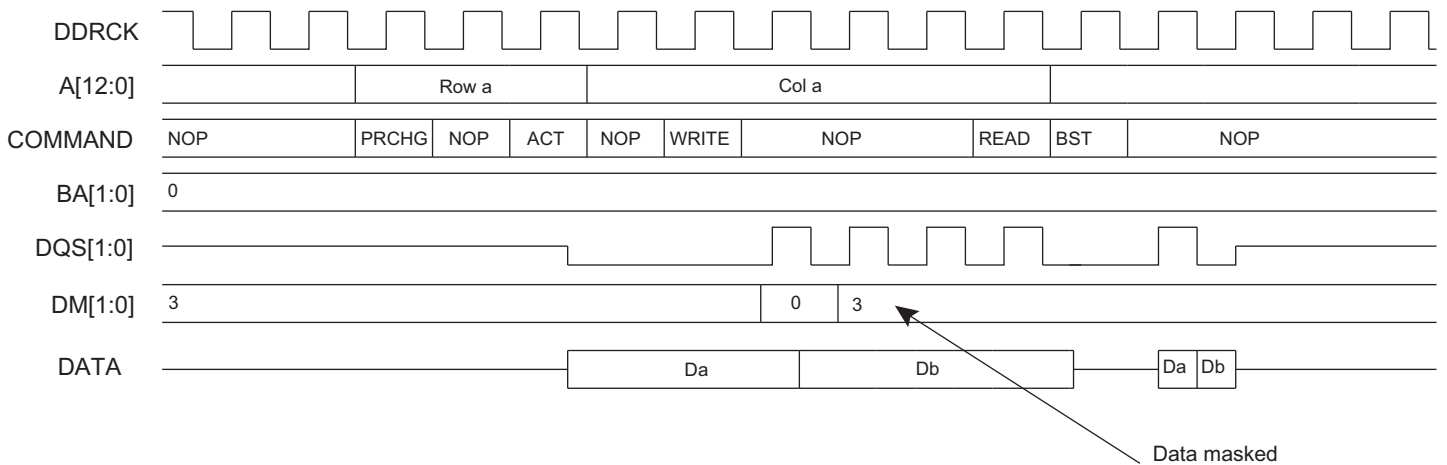 DDRCK
A[12:0] Row a Col a
COMMAND NOP PRCHG NOP ACT NOP WRITE NOP READ BST NOP
BA[1:0] 0
DQS[1:0]
DM[1:0] 3 0 3
DATA Da Db Da Db
Data masked